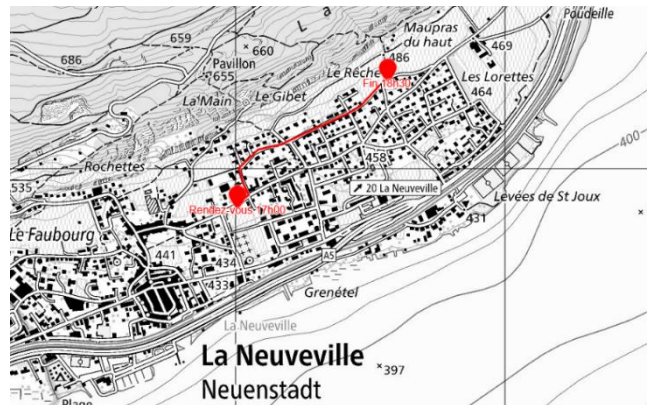 Poudeille
659
L
a
Maupras
du haut
469
660
686
Pavillon
655
486
Le Rêche
Fin 18h30
Les Lorettes
464
La Main
Le Gibet
Rochettes
458
535
20 La Neuveville
Rendez-vous 17h00
Levées de St Joux
431
400
Le Faubourg
441
434
A5
433
Grenétel
La Neuveville
La Neuveville
397
Neuenstadt
Plage